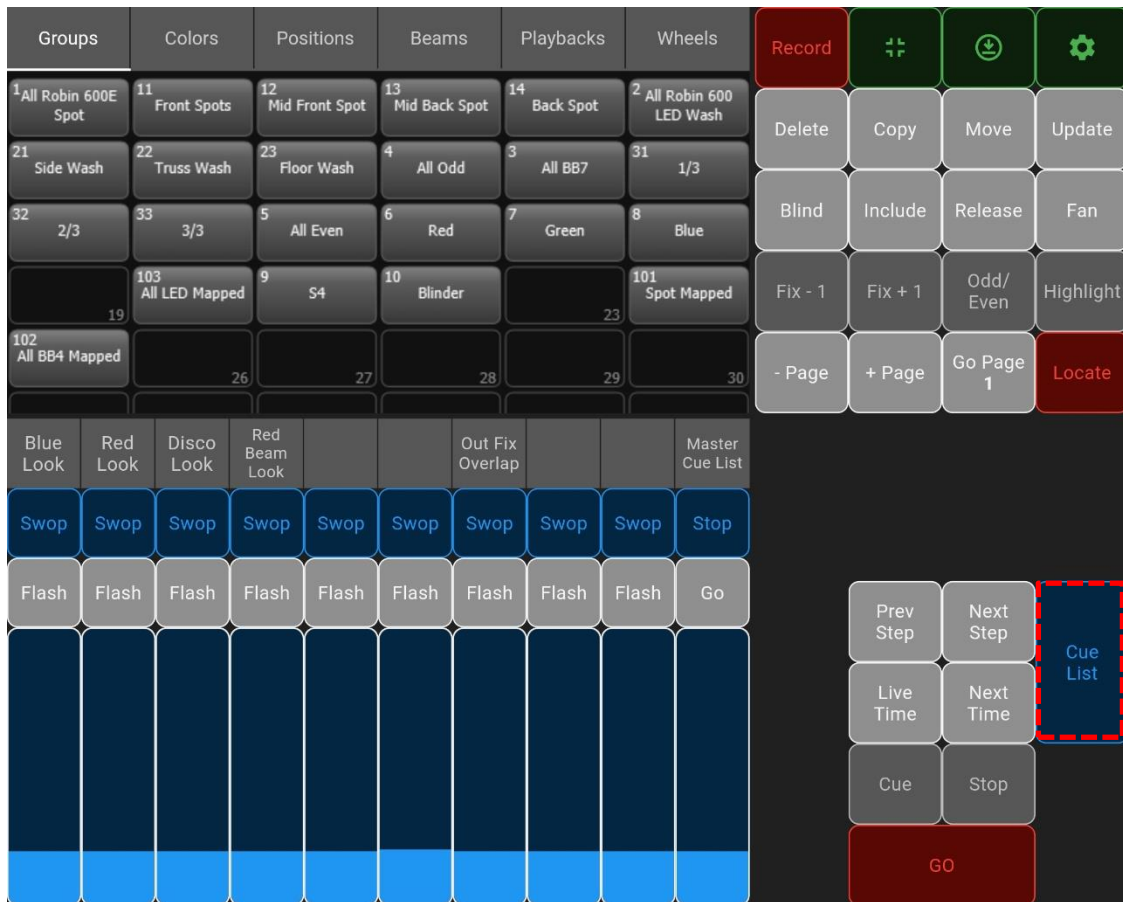 Groups
Colors
Positions
Beams
Playbacks
Wheels
Record
1
All Robin 600E
Spot
11
Front Spots
12
Mid Front Spot
13
Mid Back Spot
14
Back Spot
2
All Robin 600
LED Wash
Delete
Copy
Move
Update
21
Side Wash
22
Truss Wash
23
Floor Wash
4
All Odd
3
All BB7
31
1/3
32
2/3
33
3/3
5
All Even
6
Red
7
Green
8
Blue
Blind
Include
Release
Fan
19
103
All LED Mapped
9
S4
10
Blinder
23
101
Spot Mapped
Fix - 1
Fix + 1
Odd/
Even
Highlight
102
All BB4 Mapped
26
27
28
29
30
- Page
+ Page
Go Page
1
Locate
Blue
Look
Red
Look
Disco
Look
Red
Beam
Look
Out Fix
Overlap
Master
Cue List
Swop
Swop
Swop
Swop
Swop
Swop
Swop
Swop
Swop
Stop
Flash
Flash
Flash
Flash
Flash
Flash
Flash
Flash
Flash
Go
Prev
Step
Next
Step
Cue
List
Live
Time
Next
Time
Cue
Stop
GO